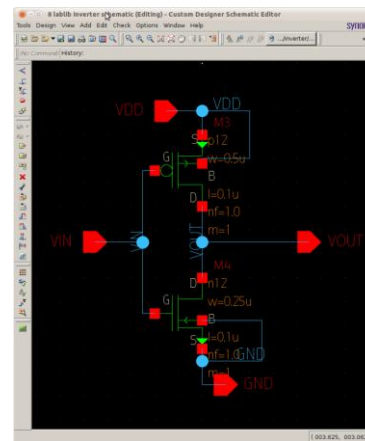 8 lablib inverter schematic (Editing) - Custom Designer Schematic Editor
Tools Design View Add Edit Check Options Window Help
.../inverter/...
History:
VDD
VDD
M3
S
p12
w=0.5u
G
B
D
l=0.1u
nf=1.0
m=1
VIN
VIN
VOUT
VOUT
M4
D
n12
G
w=0.25u
B
S
l=0.1u
nf=1.0
GND
m=1
GND